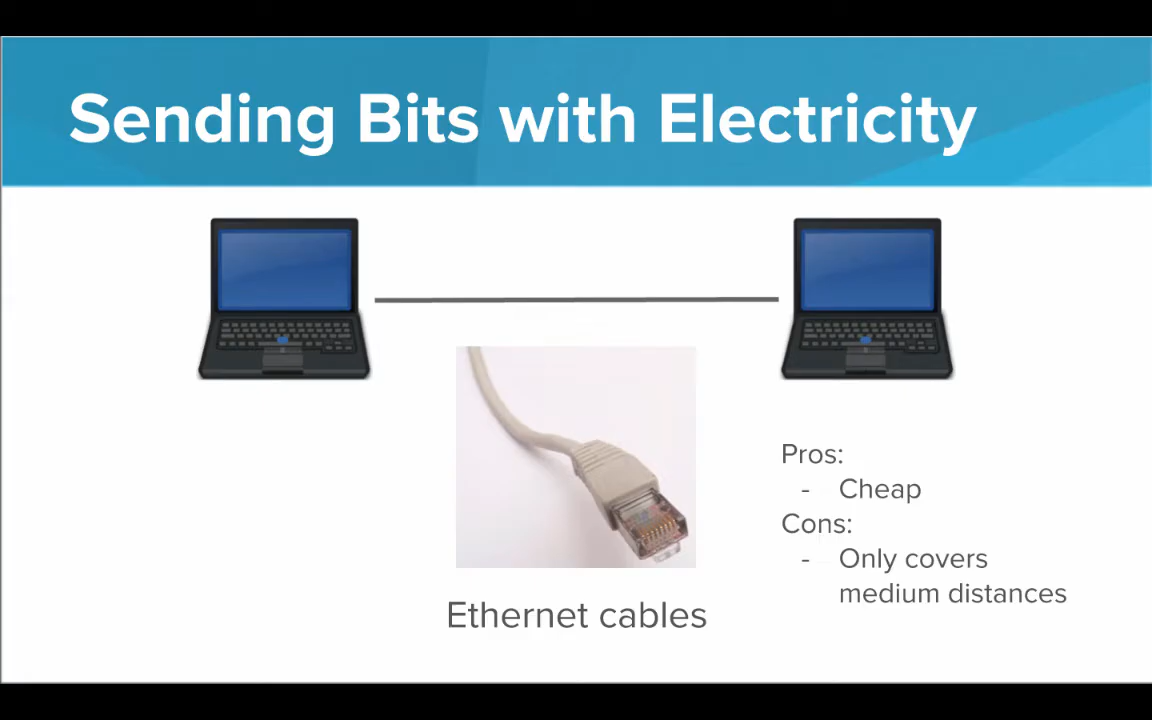 Sending Bits with Electricity
Pros:
- Cheap
Cons:
- Only covers
medium distances
Ethernet cables